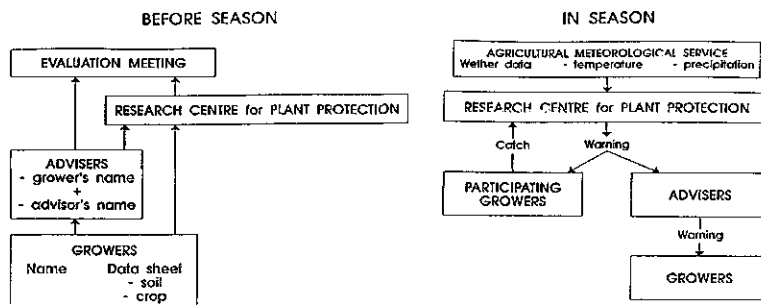 BEFORE SEASON
EVALUATION MEETING
RESEARCH CENTRE for PLANT PROTECTION
ADVISERS
- grower's name
+
- advisor's name
GROWERS
Name Data sheet
- soil
- crop
IN SEASON
AGRICULTURAL METEOROLOGICAL SERVICE
Wether data - temperature - precipitation
RESEARCH CENTRE for PLANT PROTECTION
Catch Warning
PARTICIPATING
GROWERS
ADVISERS
Warning
GROWERS